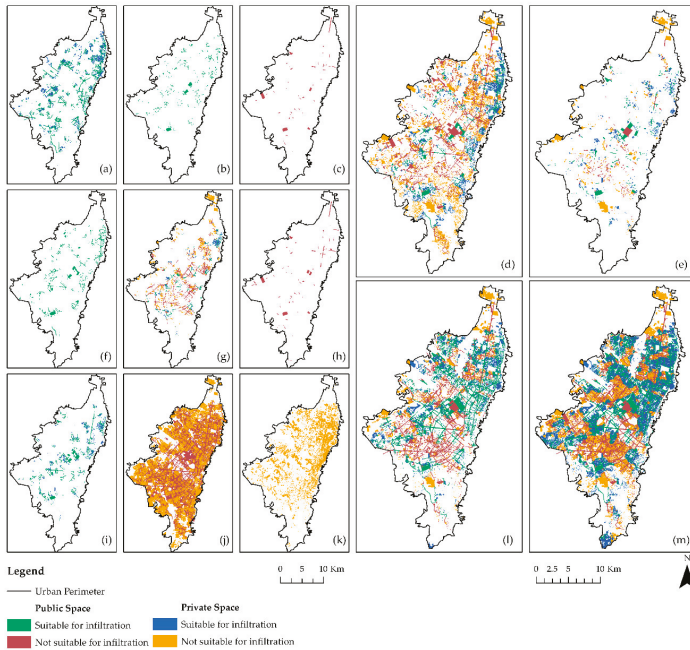 (a)
(b)
(c)
(d)
(e)
(f)
(g)
(h)
(i)
(j)
(k)
(l)
(m)
N
Legend
0 5 10 Km
0 2.5 5 10 Km
Urban Perimeter
Public Space Private Space
Suitable for infiltration Suitable for infiltration
Not suitable for infiltration Not suitable for infiltration